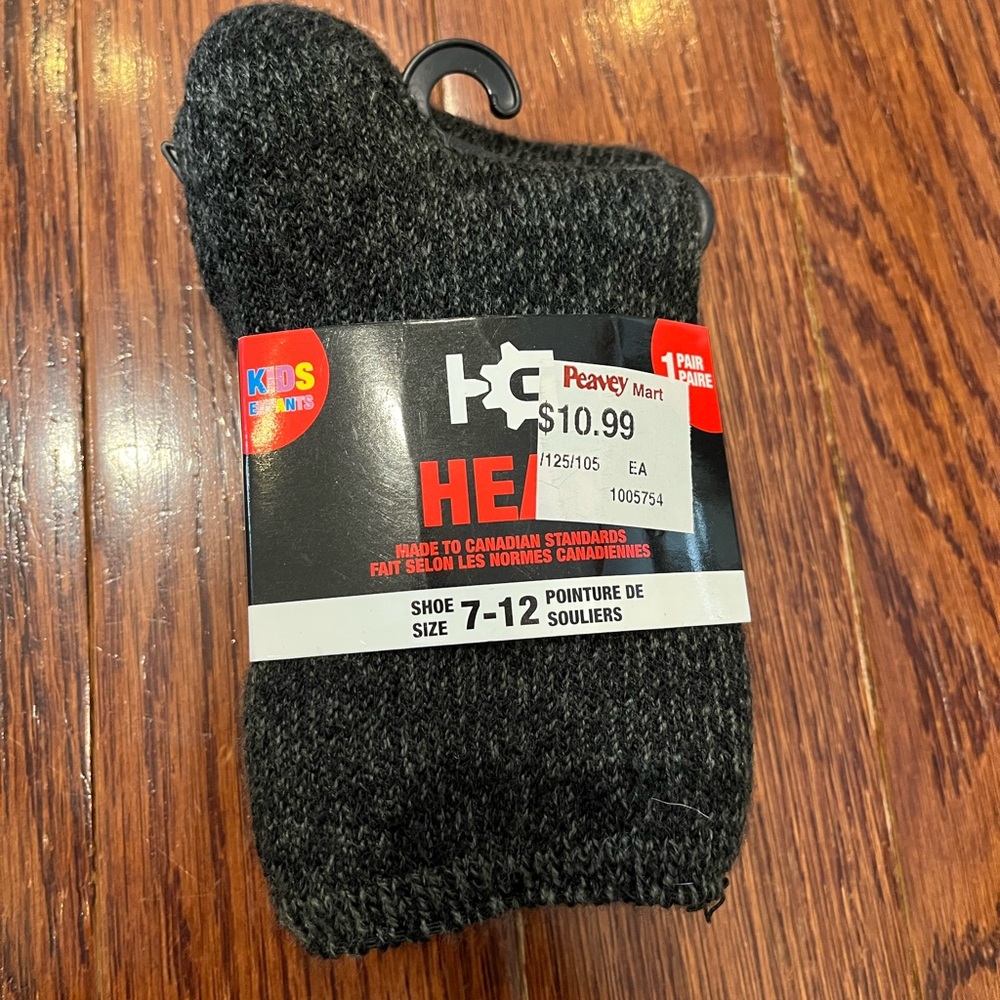 KIDS
ENFANTS
1 PAIR
PAIRE
Peavey Mart
$10.99
/125/105 EA
1005754
MADE TO CANADIAN STANDARDS
FAIT SELON LES NORMES CANADIENNES
SHOE SIZE 7-12 POINTURE DE SOULIERS